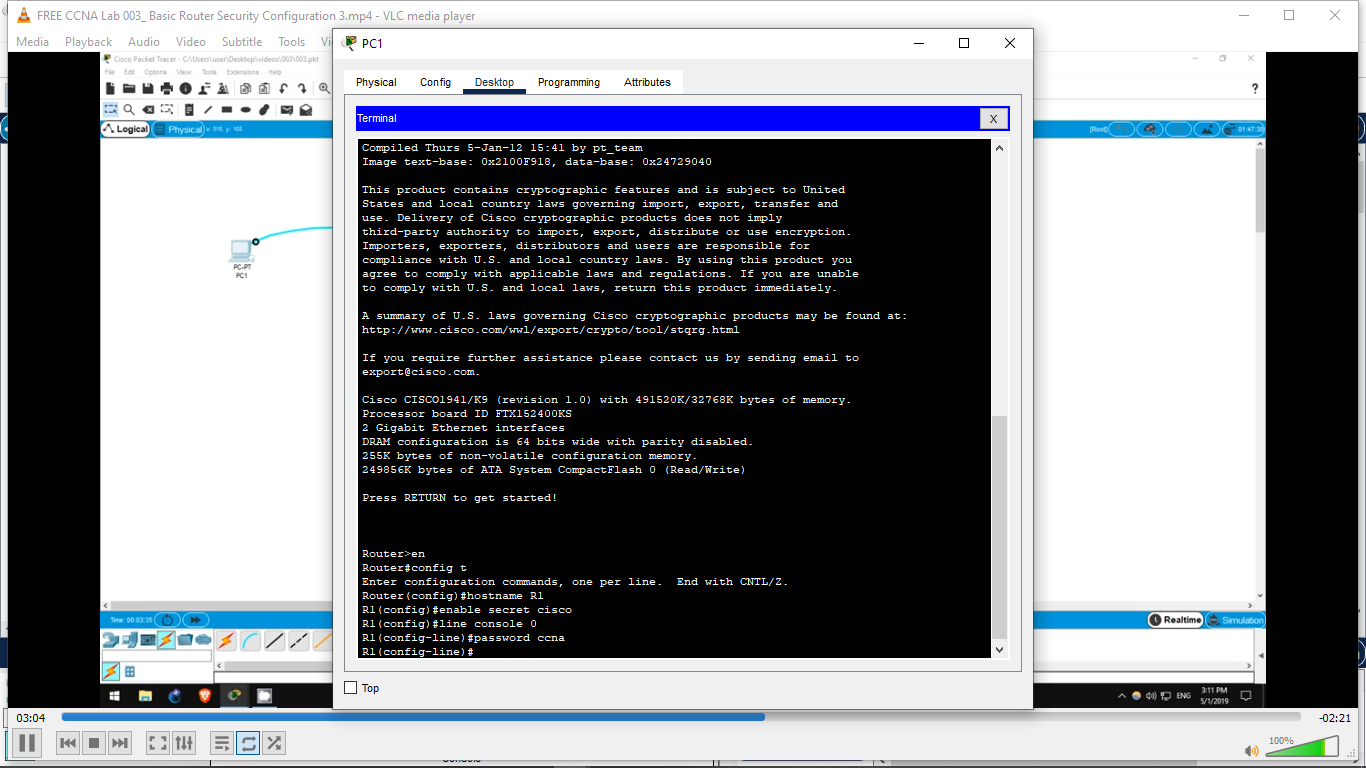 FREE CCNA Lab 003_ Basic Router Security Configuration 3.mp4 - VLC media player
Media Playback Audio Video Subtitle Tools Vi
Cisco Packet Tracer - C:\Users\user\Desktop\videos\003\003.pkt
File Edit Options View Tools Extensions Help
?
Logical Physical x: 515, y: 103
[Root] 01:47:30
PC-PT
PC1
PC1
Physical Config Desktop Programming Attributes
Terminal
X
Compiled Thurs 5-Jan-12 15:41 by pt_team
Image text-base: 0x2100F918, data-base: 0x24729040
This product contains cryptographic features and is subject to United
States and local country laws governing import, export, transfer and
use. Delivery of Cisco cryptographic products does not imply
third-party authority to import, export, distribute or use encryption.
Importers, exporters, distributors and users are responsible for
compliance with U.S. and local country laws. By using this product you
agree to comply with applicable laws and regulations. If you are unable
to comply with U.S. and local laws, return this product immediately.
A summary of U.S. laws governing Cisco cryptographic products may be found at:
http://www.cisco.com/wwl/export/crypto/tool/stqrg.html
If you require further assistance please contact us by sending email to
export@cisco.com.
Cisco CISCO1941/K9 (revision 1.0) with 491520K/32768K bytes of memory.
Processor board ID FTX152400KS
2 Gigabit Ethernet interfaces
DRAM configuration is 64 bits wide with parity disabled.
255K bytes of non-volatile configuration memory.
249856K bytes of ATA System CompactFlash 0 (Read/Write)
Press RETURN to get started!
Router>en
Router#config t
Enter configuration commands, one per line.  End with CNTL/Z.
Router(config)#hostname R1
R1(config)#enable secret cisco
R1(config)#line console 0
R1(config-line)#password ccna
R1(config-line)#
Top
Time: 00:03:35
Realtime Simulation
ENG
3:11 PM
5/1/2019
03:04
-02:21
100%